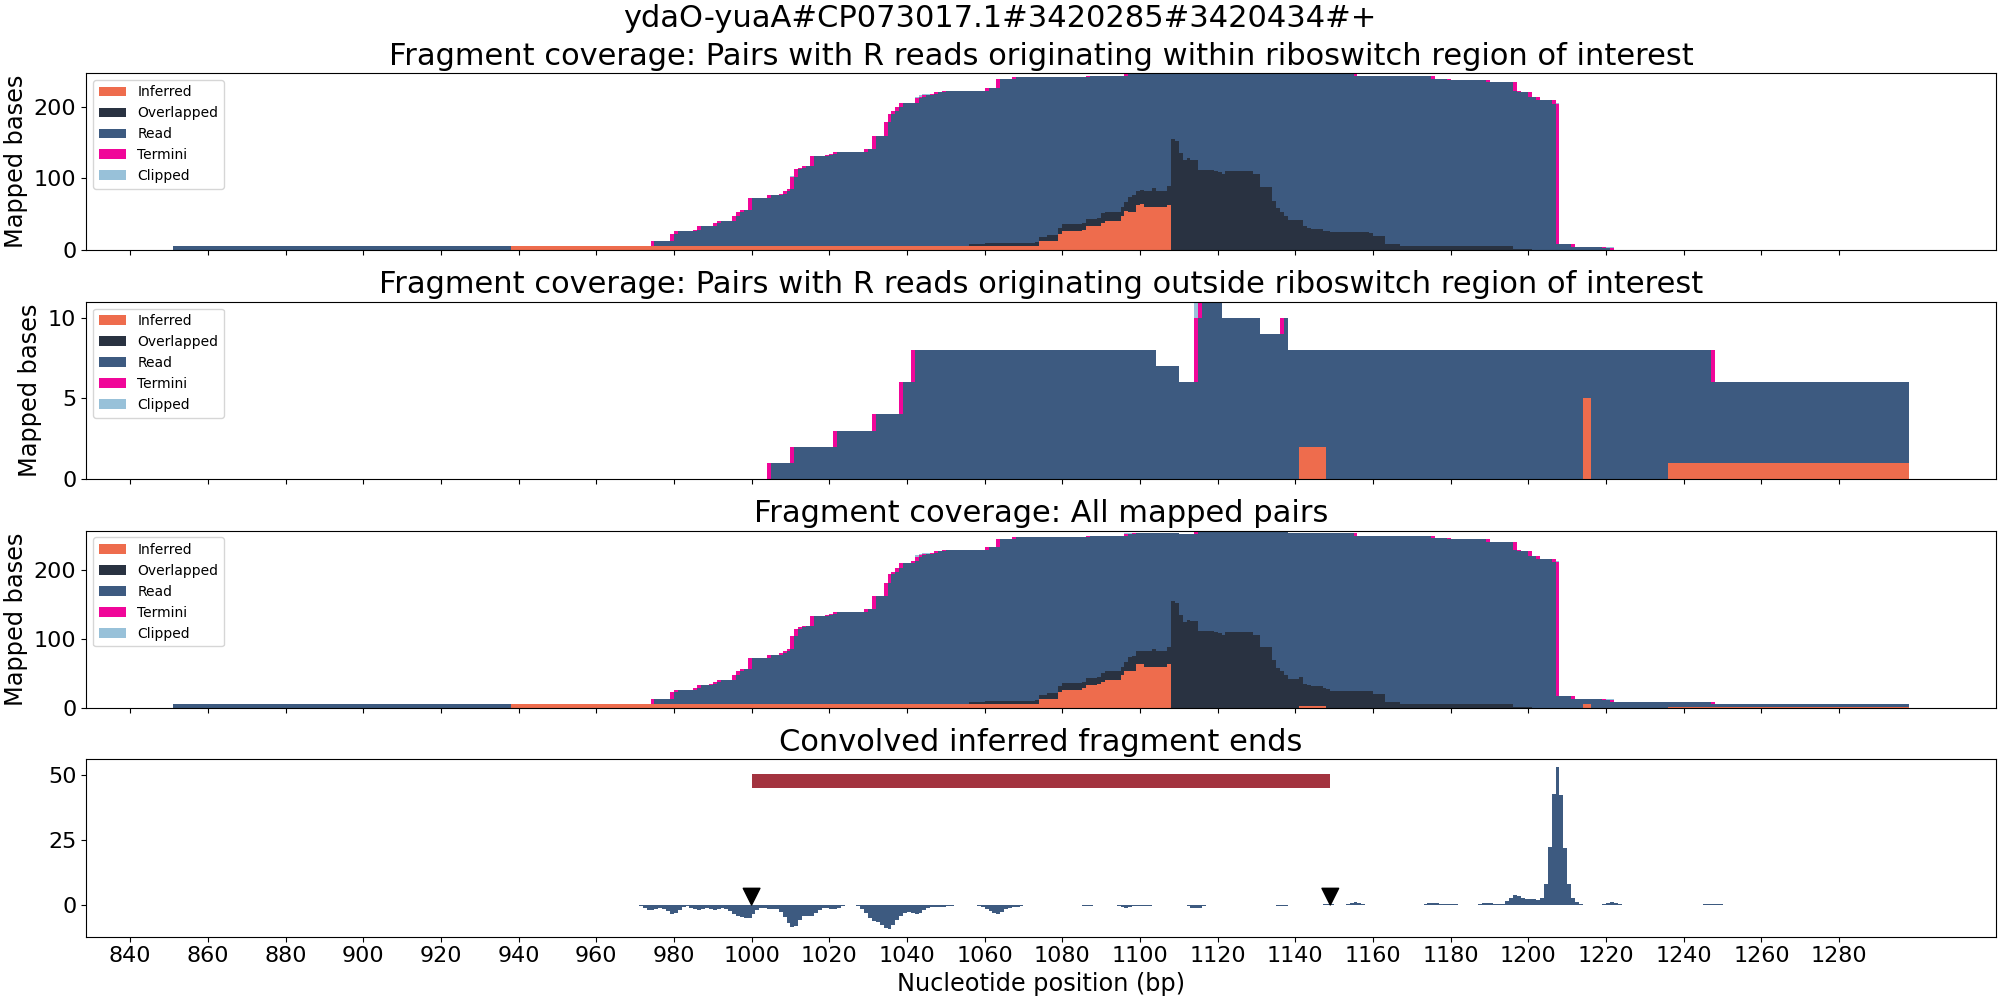 ydaO-yuaA#CP073017.1#3420285#3420434#+
Fragment coverage: Pairs with R reads originating within riboswitch region of interest
Mapped bases
200
100
0
Inferred
Overlapped
Read
Termini
Clipped
Fragment coverage: Pairs with R reads originating outside riboswitch region of interest
Mapped bases
10
5
0
Inferred
Overlapped
Read
Termini
Clipped
Fragment coverage: All mapped pairs
Mapped bases
200
100
0
Inferred
Overlapped
Read
Termini
Clipped
Convolved inferred fragment ends
50
25
0
840 860 880 900 920 940 960 980 1000 1020 1040 1060 1080 1100 1120 1140 1160 1180 1200 1220 1240 1260 1280
Nucleotide position (bp)